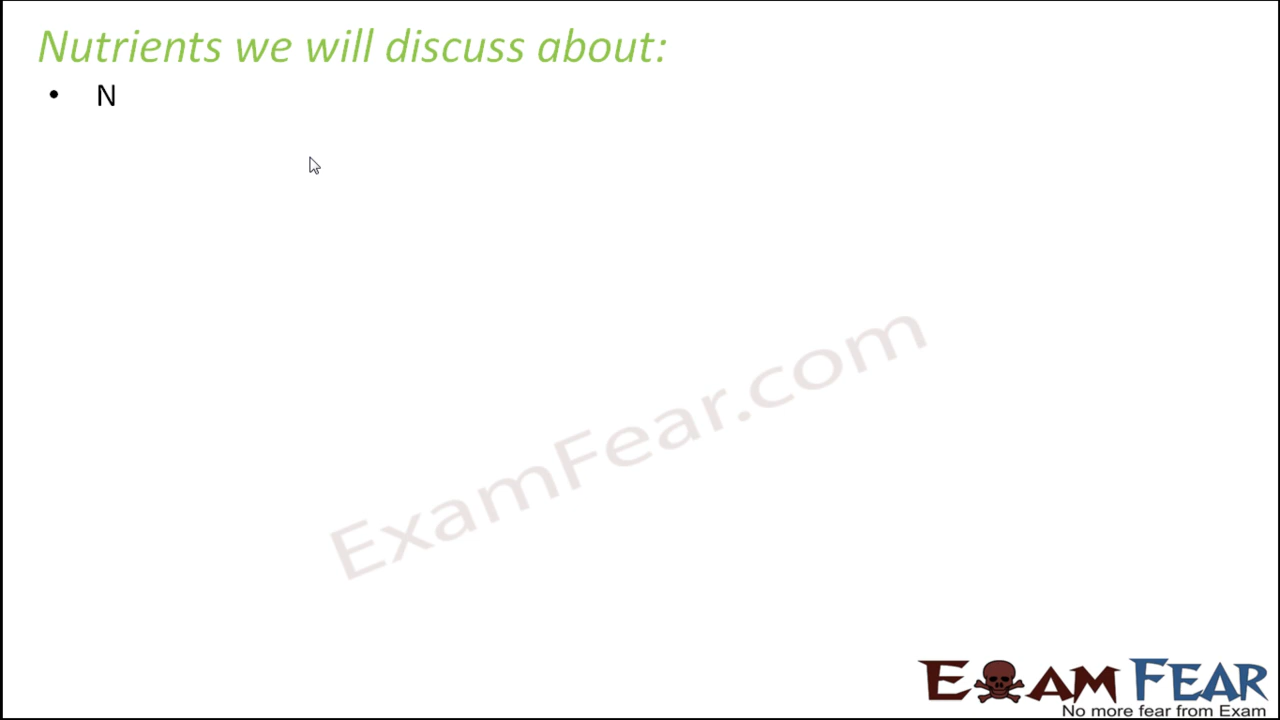 Nutrients we will discuss about:
• N
ExamFear.com
EXAM FEAR
No more fear from Exam